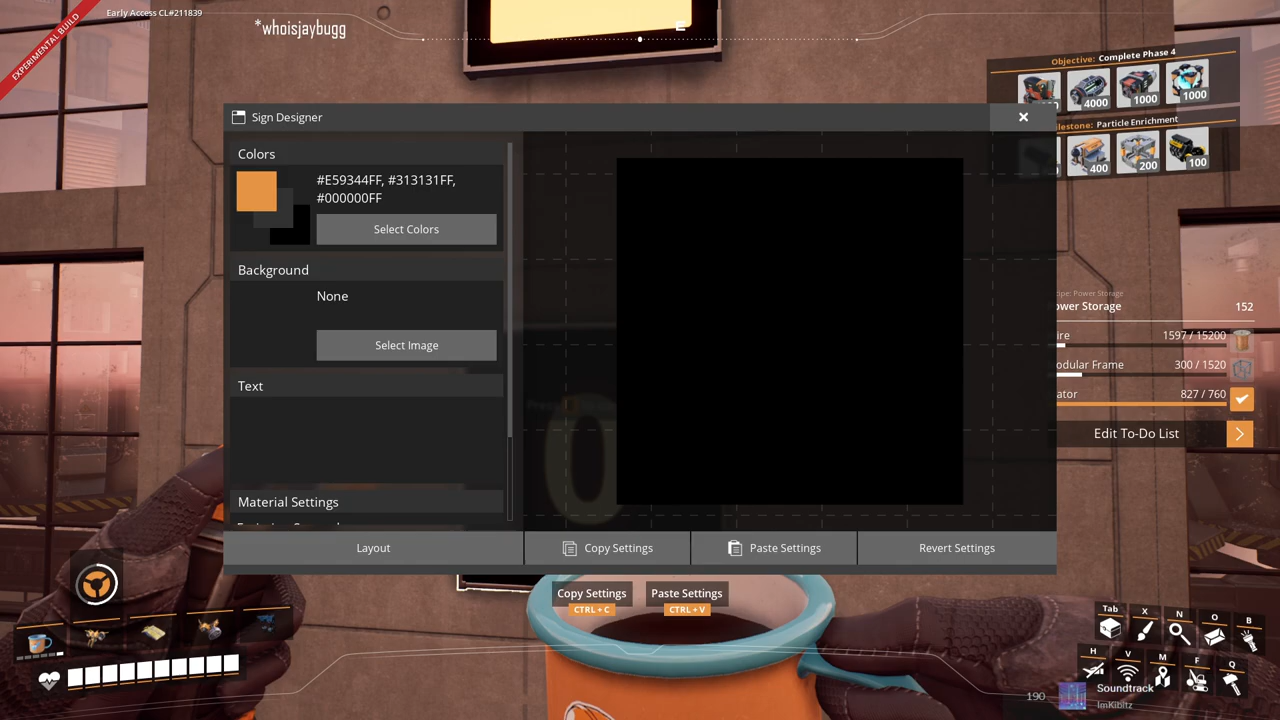 Early Access CL#211839
EXPERIMENTAL BUILD
*whoisjaybugg
E
Objective: Complete Phase 4
4000
1000
1000
Milestone: Particle Enrichment
400
200
100
Sign Designer
Colors
#E59344FF, #313131FF,
#000000FF
Select Colors
Background
None
Select Image
Text
Material Settings
Layout
Copy Settings
Paste Settings
Revert Settings
Copy Settings
CTRL + C
Paste Settings
CTRL + V
Power Storage
ower Storage
152
ire
1597 / 15200
odular Frame
300 / 1520
ator
827 / 760
Edit To-Do List
0
Tab
X
N
O
B
H
V
M
F
Q
190
Soundtrack
ImKibitz